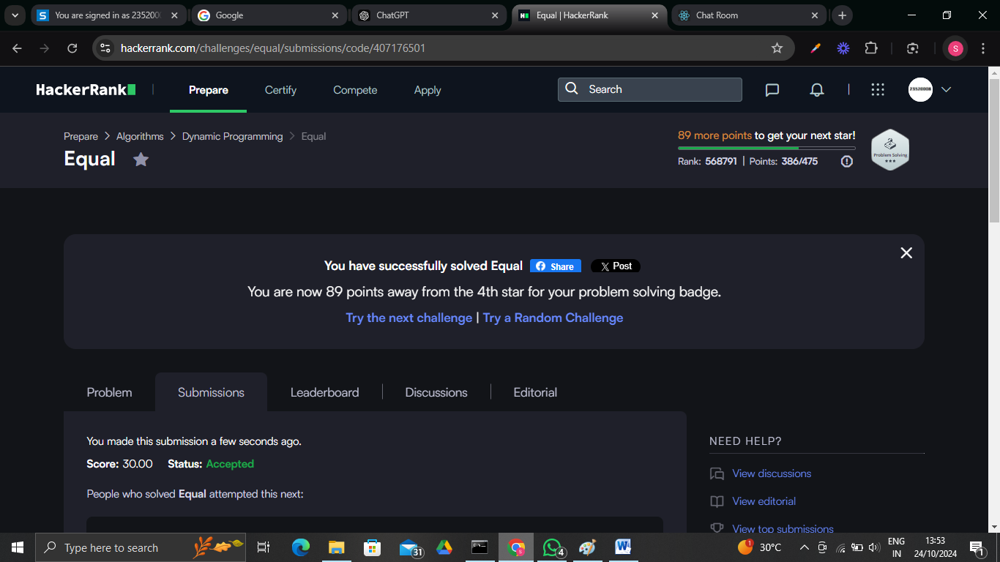 You are signed in as 23520
Google
ChatGPT
Equal | HackerRank
Chat Room
hackerrank.com/challenges/equal/submissions/code/407176501
S
HackerRank
Prepare
Certify
Compete
Apply
Search
23520008
Prepare > Algorithms > Dynamic Programming > Equal
Equal
89 more points to get your next star!
Rank: 568791 | Points: 386/475
Problem Solving
You have successfully solved Equal
Share
Post
You are now 89 points away from the 4th star for your problem solving badge.
Try the next challenge | Try a Random Challenge
Problem
Submissions
Leaderboard
Discussions
Editorial
You made this submission a few seconds ago.
Score: 30.00 Status: Accepted
People who solved Equal attempted this next:
NEED HELP?
View discussions
View editorial
View top submissions
Type here to search
31
4
1
30°C
ENG
IN
13:53
24/10/2024
1